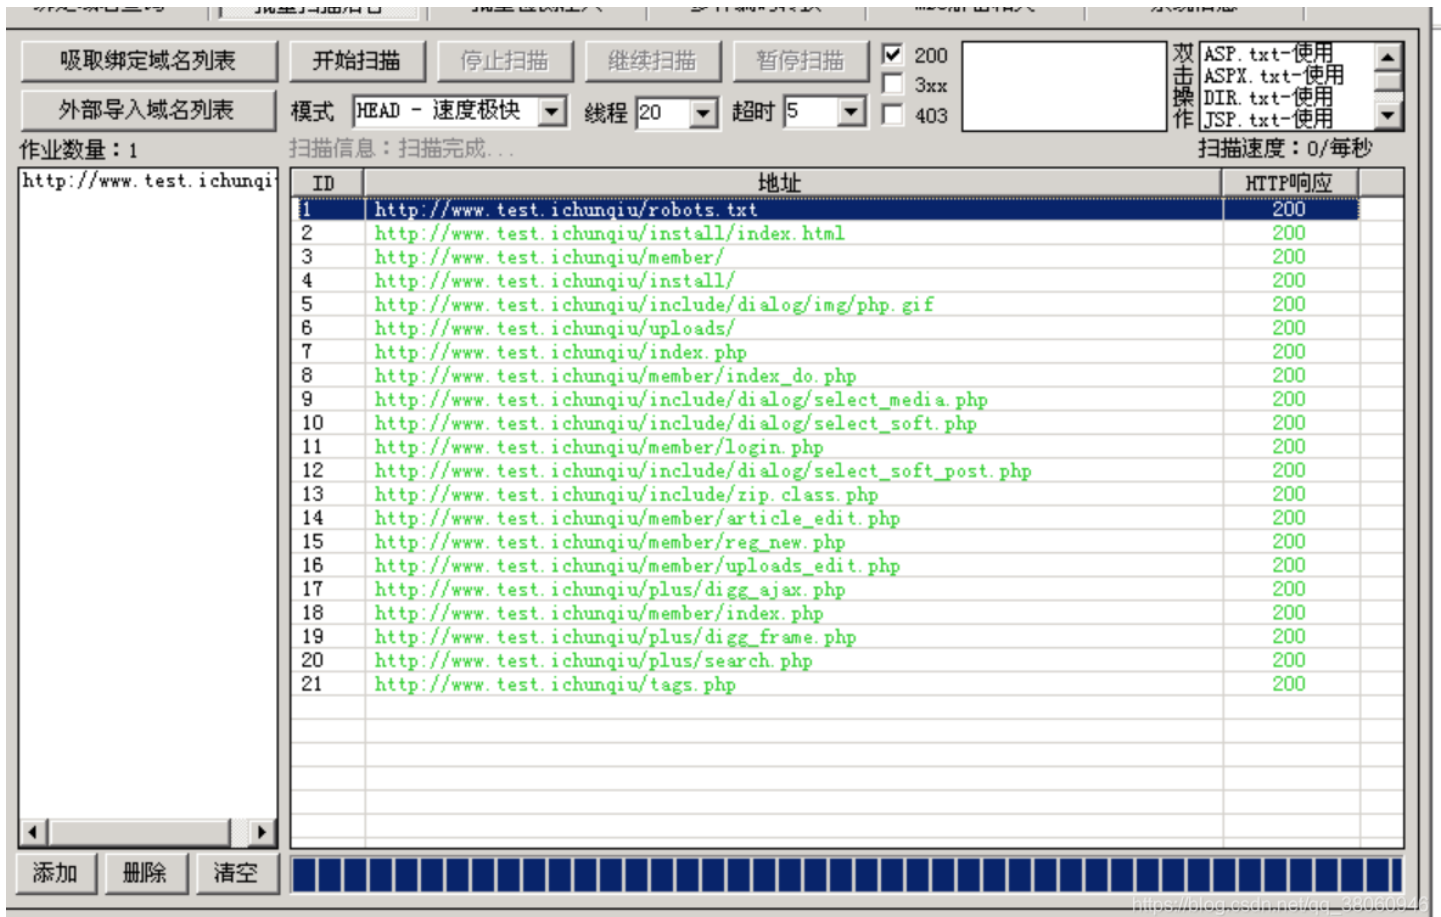 吸取绑定域名列表 开始扫描 停止扫描 继续扫描 暂停扫描 200 双击操作 ASP.txt-使用
3xx ASPX.txt-使用
外部导入域名列表 模式 HEAD - 速度极快 线程 20 超时 5 403 DIR.txt-使用
JSP.txt-使用
作业数量：1 扫描信息：扫描完成... 扫描速度：0/每秒
http://www.test.ichunqi ID 地址 HTTP响应
1 http://www.test.ichunqiu/robots.txt 200
2 http://www.test.ichunqiu/install/index.html 200
3 http://www.test.ichunqiu/member/ 200
4 http://www.test.ichunqiu/install/ 200
5 http://www.test.ichunqiu/include/dialog/img/php.gif 200
6 http://www.test.ichunqiu/uploads/ 200
7 http://www.test.ichunqiu/index.php 200
8 http://www.test.ichunqiu/member/index_do.php 200
9 http://www.test.ichunqiu/include/dialog/select_media.php 200
10 http://www.test.ichunqiu/include/dialog/select_soft.php 200
11 http://www.test.ichunqiu/member/login.php 200
12 http://www.test.ichunqiu/include/dialog/select_soft_post.php 200
13 http://www.test.ichunqiu/include/zip.class.php 200
14 http://www.test.ichunqiu/member/article_edit.php 200
15 http://www.test.ichunqiu/member/reg_new.php 200
16 http://www.test.ichunqiu/member/uploads_edit.php 200
17 http://www.test.ichunqiu/plus/digg_ajax.php 200
18 http://www.test.ichunqiu/member/index.php 200
19 http://www.test.ichunqiu/plus/digg_frame.php 200
20 http://www.test.ichunqiu/plus/search.php 200
21 http://www.test.ichunqiu/tags.php 200
添加 删除 清空
https://blog.csdn.net/qq_38060946